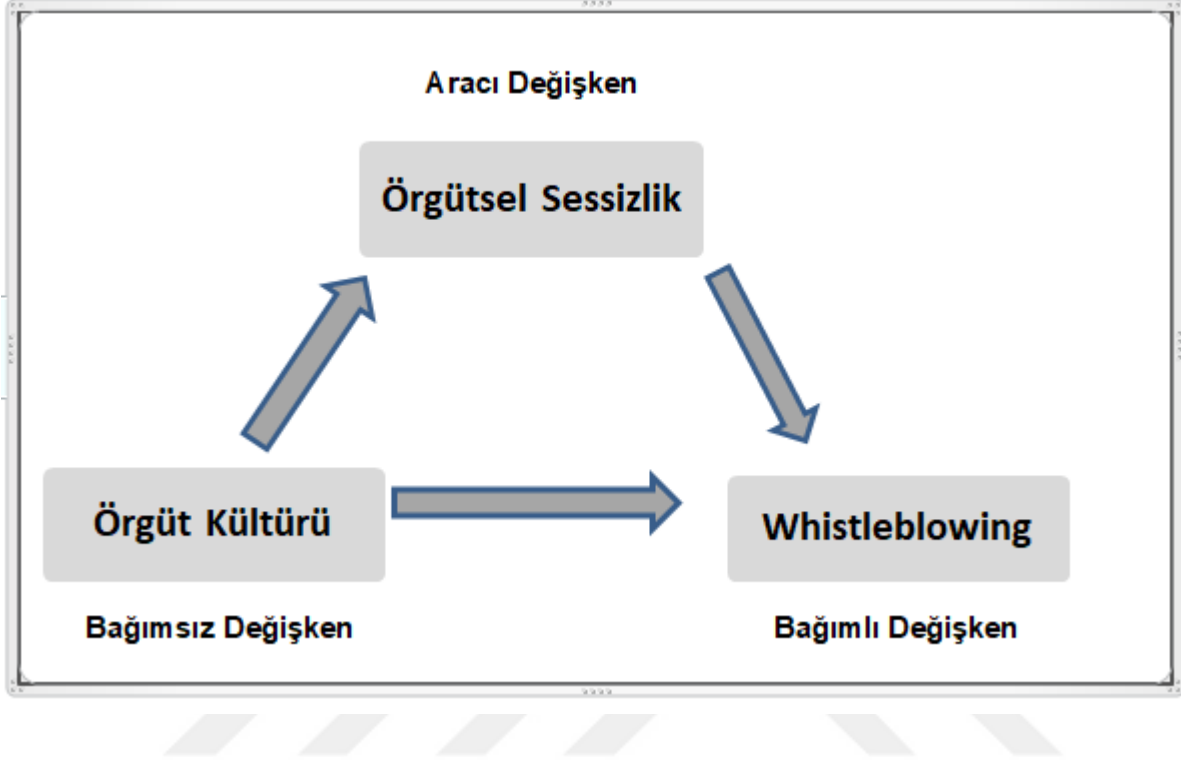 Aracı Değişken
Örgütsel Sessizlik
Örgüt Kültürü
Whistleblowing
Bağımsız Değişken
Bağımlı Değişken